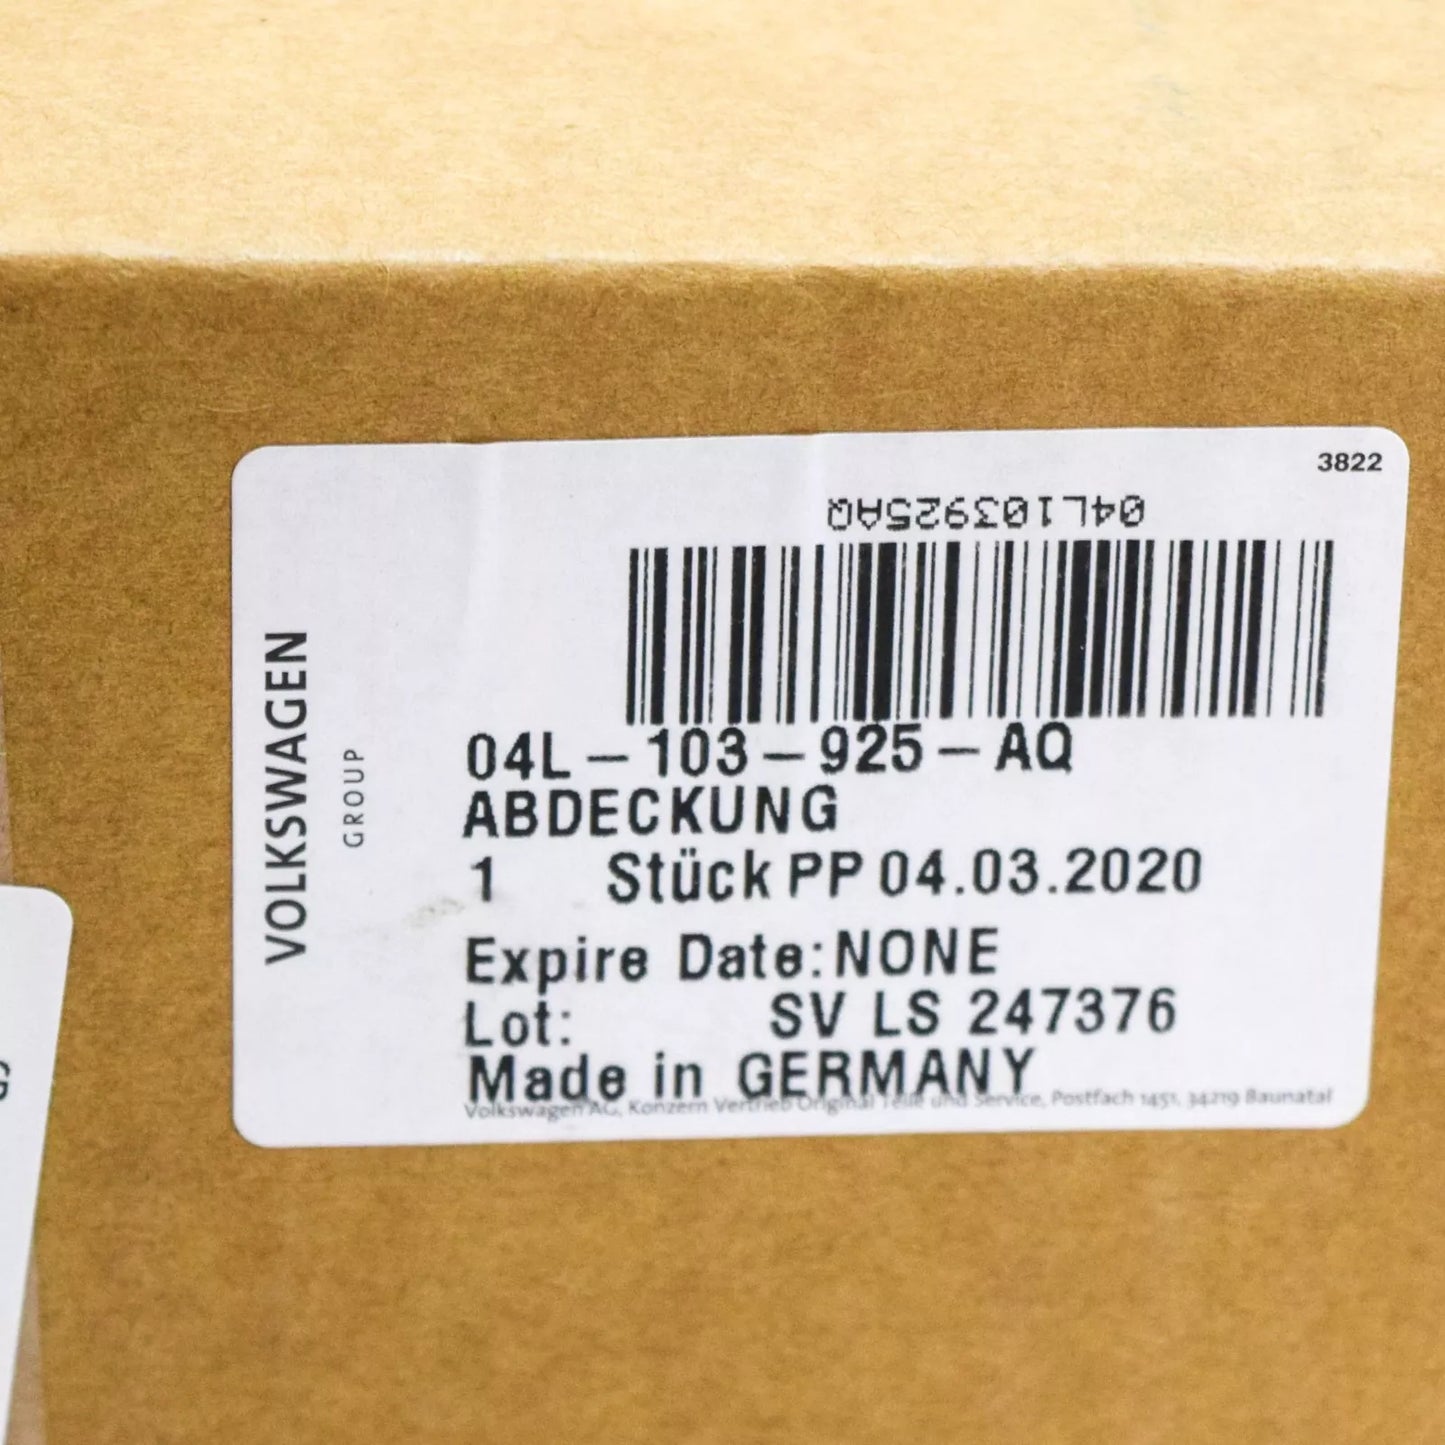 3822
04L103925AQ
VOLKSWAGEN
GROUP
04L-103-925-AQ
ABDECKUNG
1 Stück PP 04.03.2020
Expire Date:NONE
Lot: SV LS 247376
Made in GERMANY
Volkswagen AG, Konzern Vertrieb Original Teile und Service, Postfach 1451, 34219 Baunatal